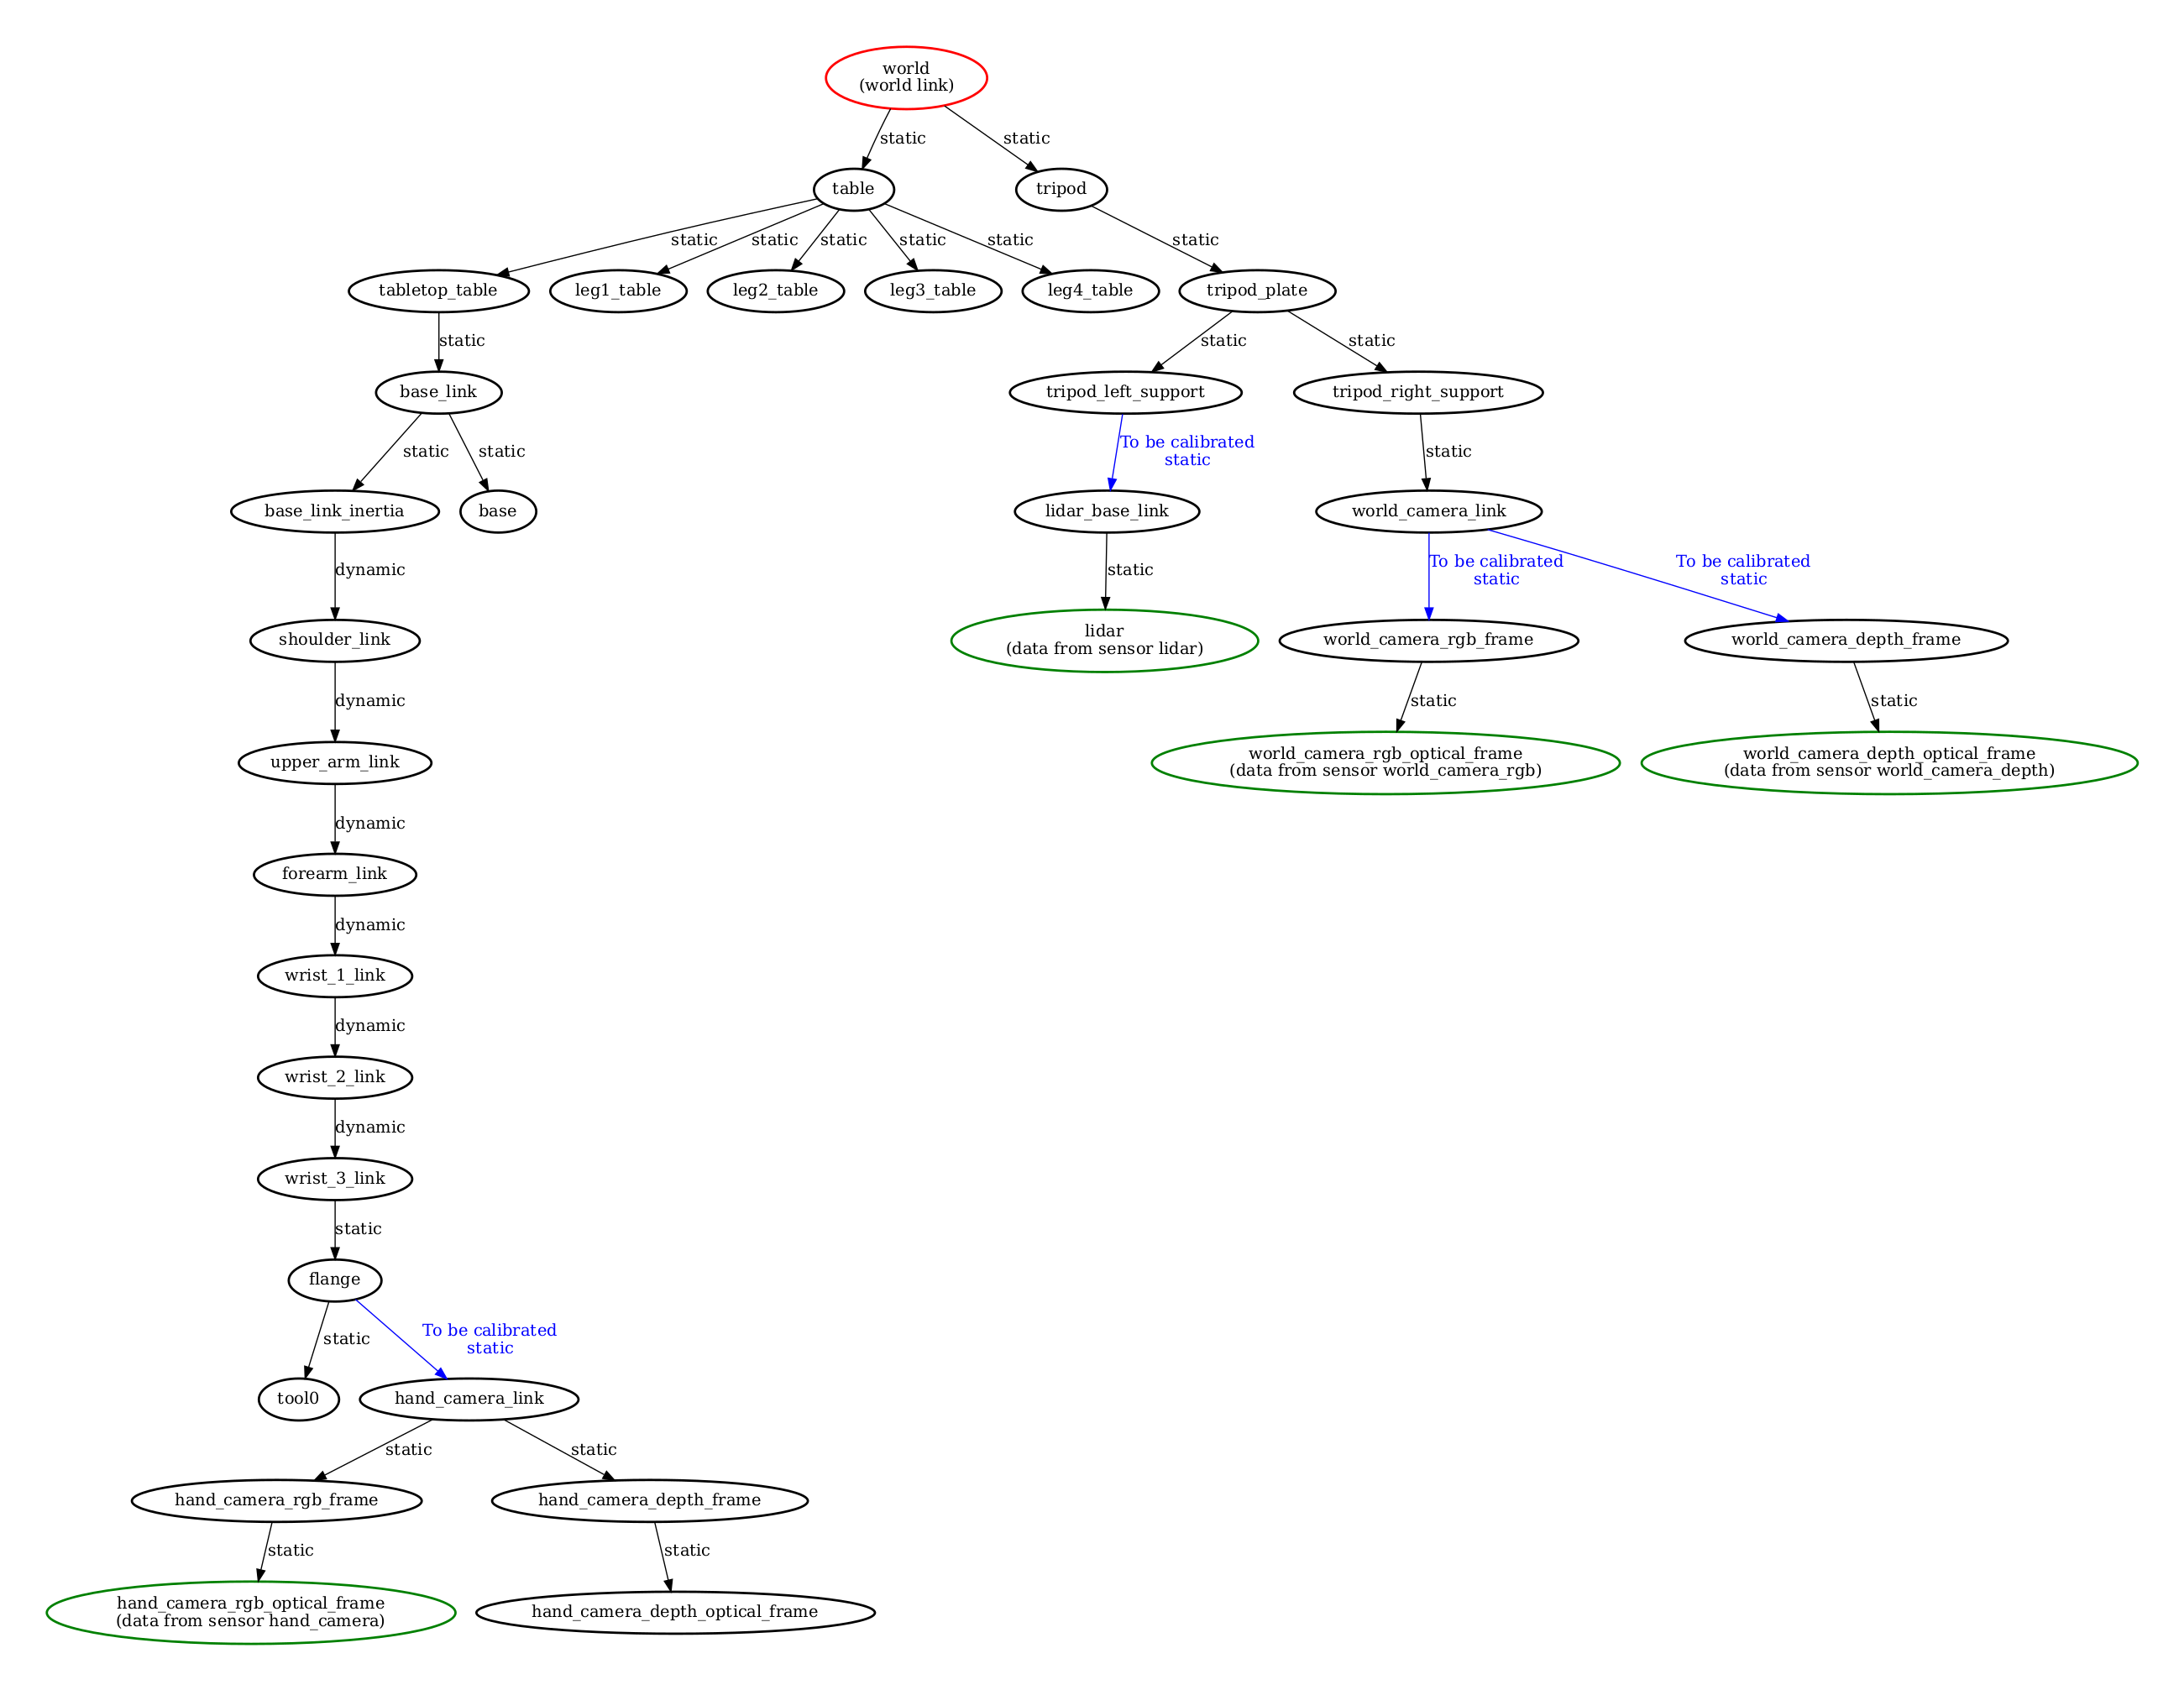 world
(world link)
static
static
table
tripod
static
static
static
static
static
static
tabletop_table
leg1_table
leg2_table
leg3_table
leg4_table
tripod_plate
static
static
static
base_link
tripod_left_support
tripod_right_support
static
static
To be calibrated
static
static
base_link_inertia
base
lidar_base_link
world_camera_link
dynamic
static
To be calibrated
static
To be calibrated
static
shoulder_link
lidar
(data from sensor lidar)
world_camera_rgb_frame
world_camera_depth_frame
dynamic
static
static
upper_arm_link
world_camera_rgb_optical_frame
(data from sensor world_camera_rgb)
world_camera_depth_optical_frame
(data from sensor world_camera_depth)
dynamic
forearm_link
dynamic
wrist_1_link
dynamic
wrist_2_link
dynamic
wrist_3_link
static
flange
static
To be calibrated
static
tool0
hand_camera_link
static
static
hand_camera_rgb_frame
hand_camera_depth_frame
static
static
hand_camera_rgb_optical_frame
(data from sensor hand_camera)
hand_camera_depth_optical_frame